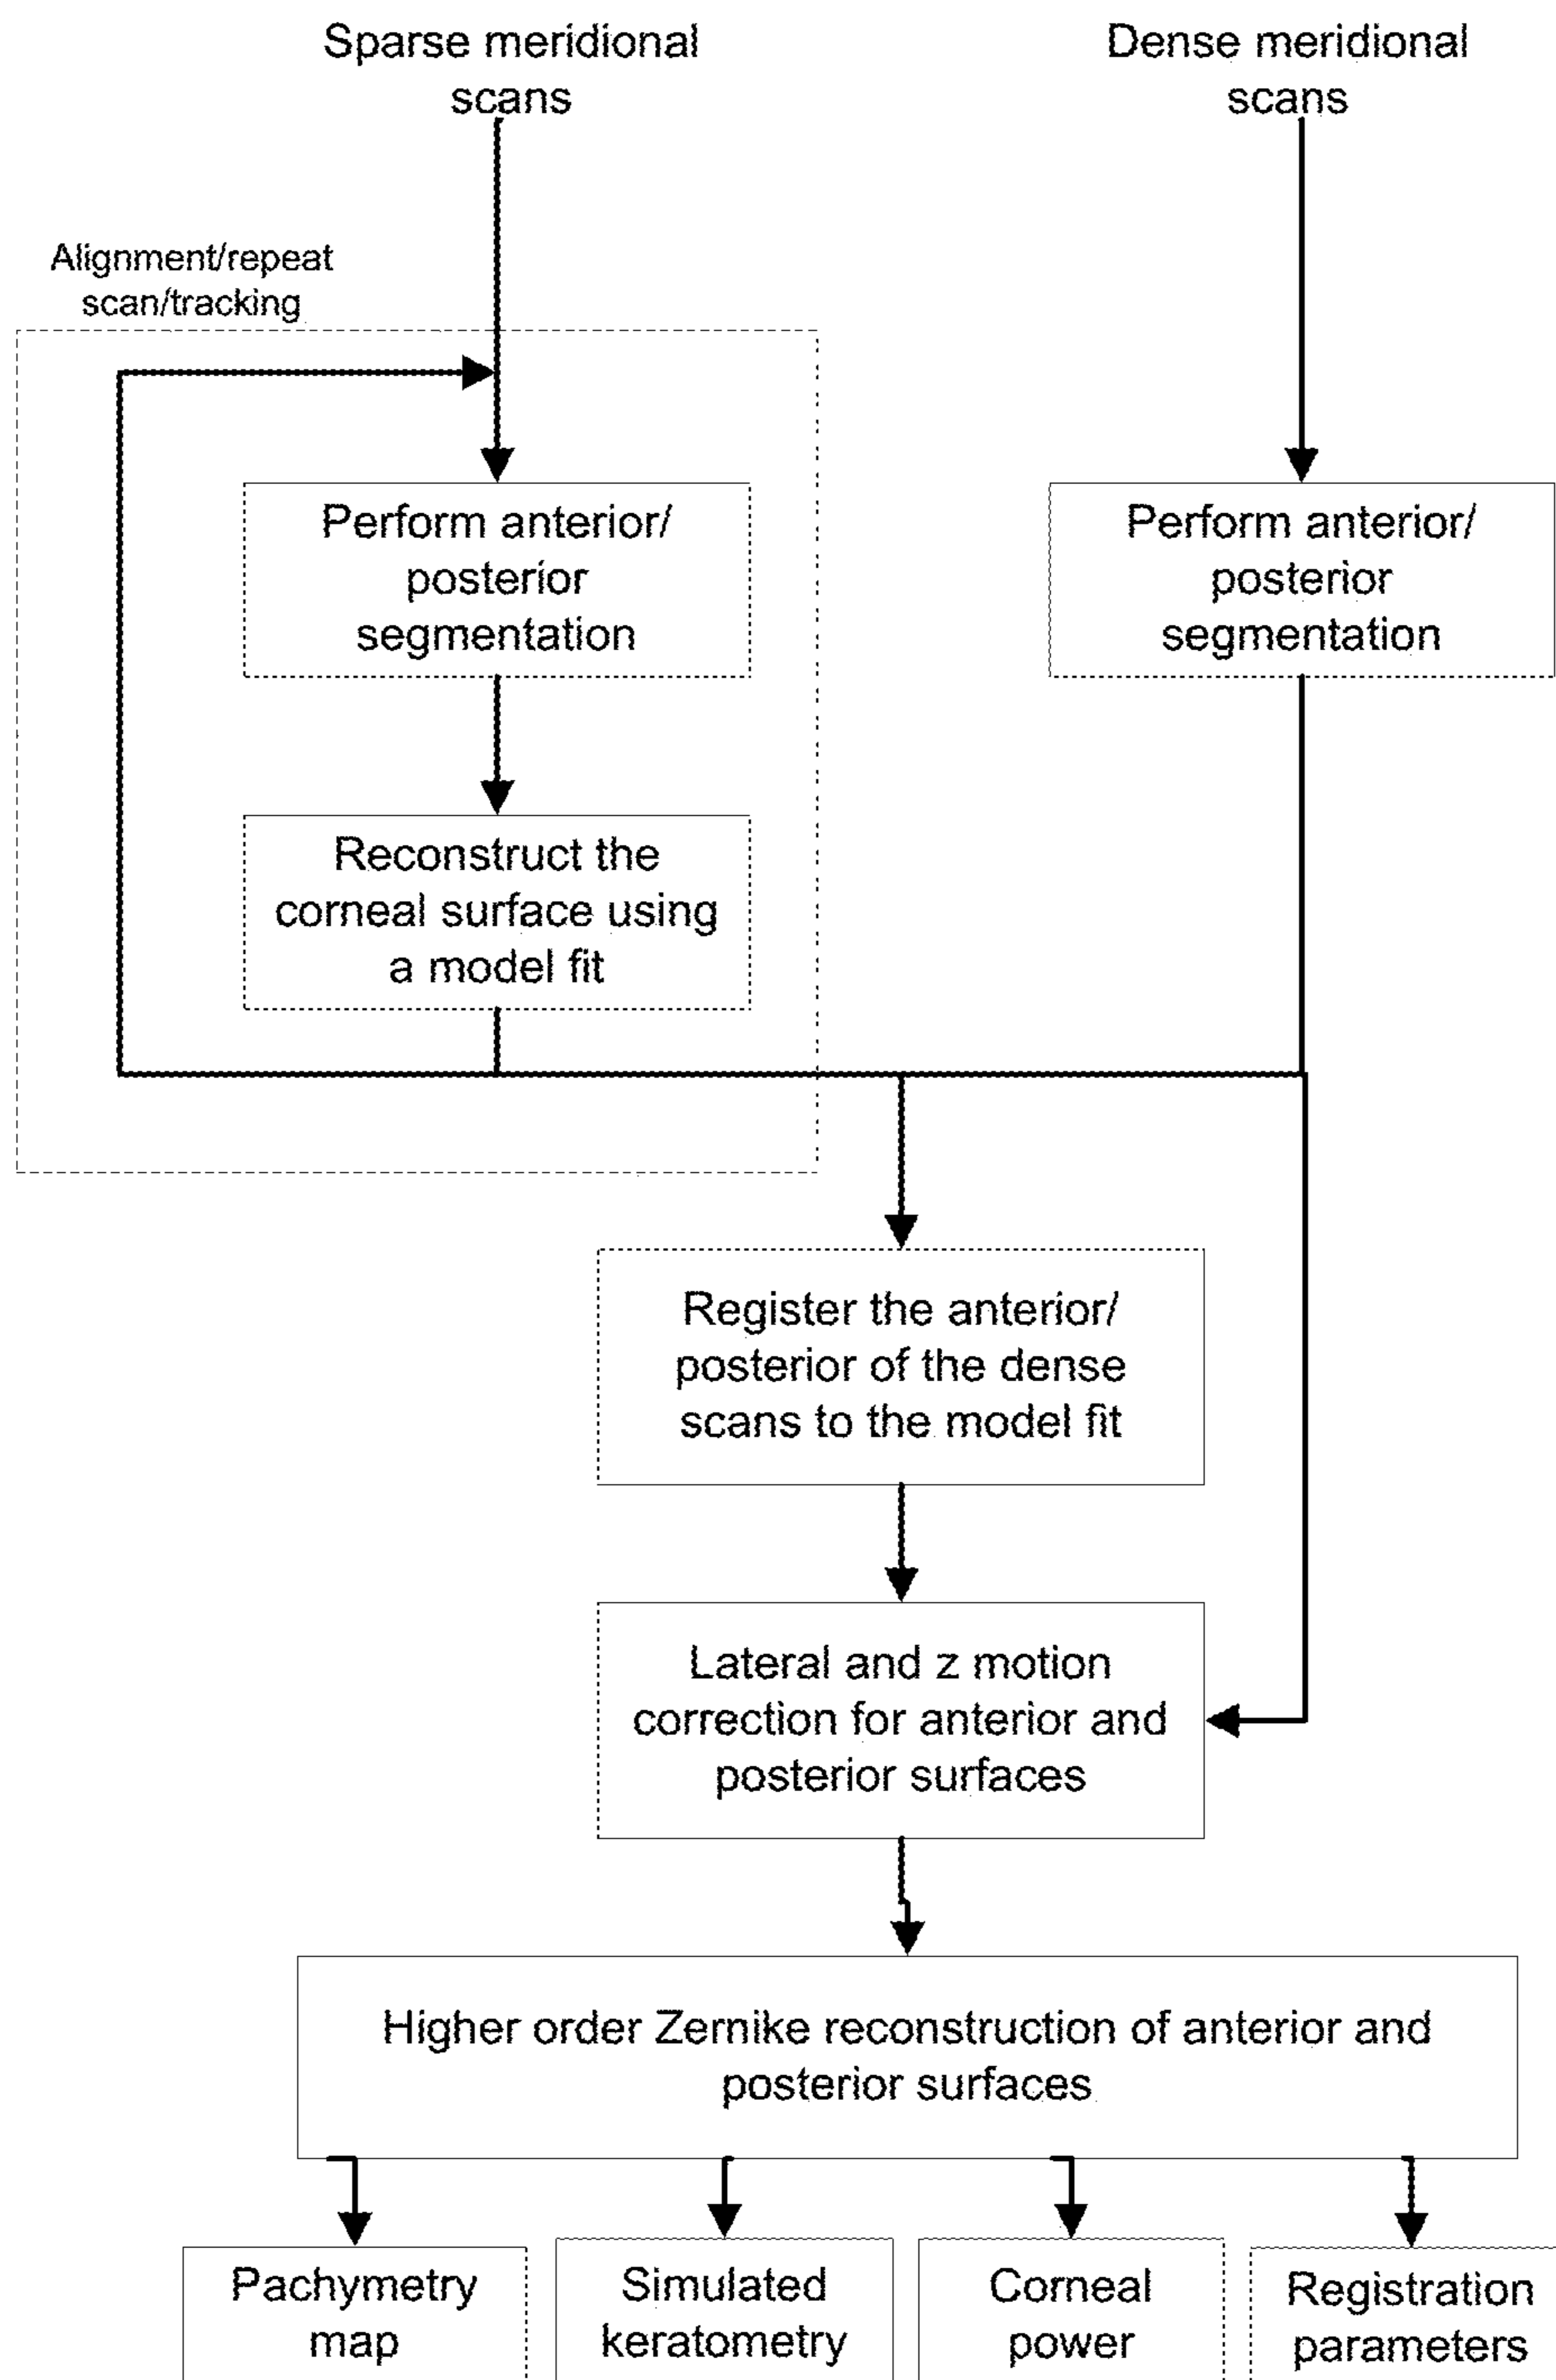 Sparse meridional
scans
Dense meridional
scans
Alignment/repeat
scan/tracking
Perform anterior/
posterior
segmentation
Perform anterior/
posterior
segmentation
Reconstruct the
corneal surface using
a model fit
Register the anterior/
posterior of the dense
scans to the model fit
Lateral and z motion
correction for anterior and
posterior surfaces
Higher order Zernike reconstruction of anterior and
posterior surfaces
Pachymetry
map
Simulated
keratometry
Corneal
power
Registration
parameters